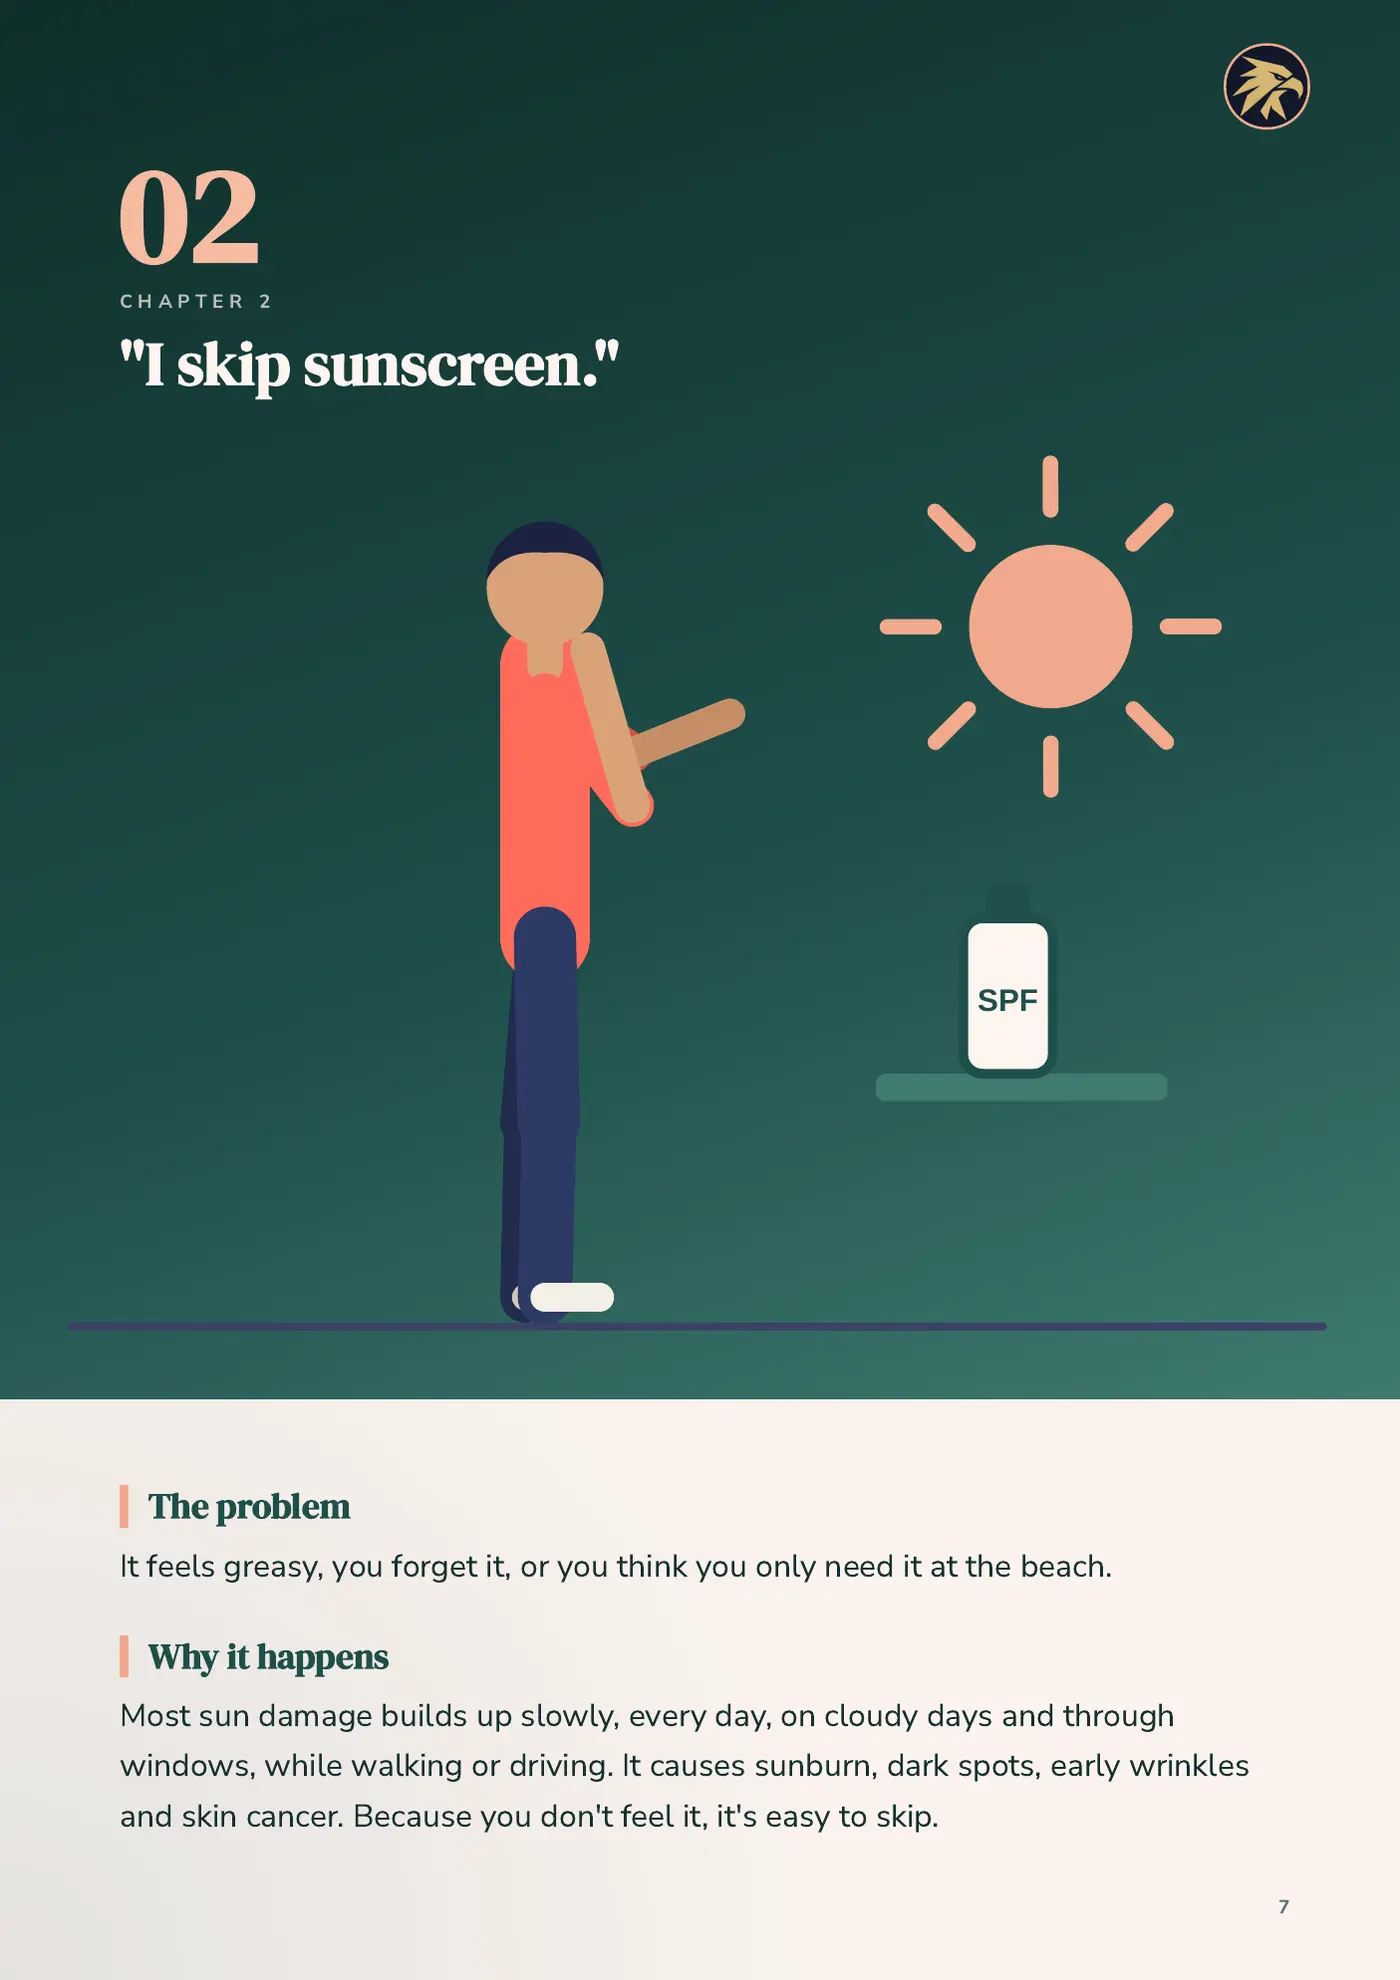 02
CHAPTER 2
"I skip sunscreen."
SPF
The problem
It feels greasy, you forget it, or you think you only need it at the beach.
Why it happens
Most sun damage builds up slowly, every day, on cloudy days and through
windows, while walking or driving. It causes sunburn, dark spots, early wrinkles
and skin cancer. Because you don't feel it, it's easy to skip.
7